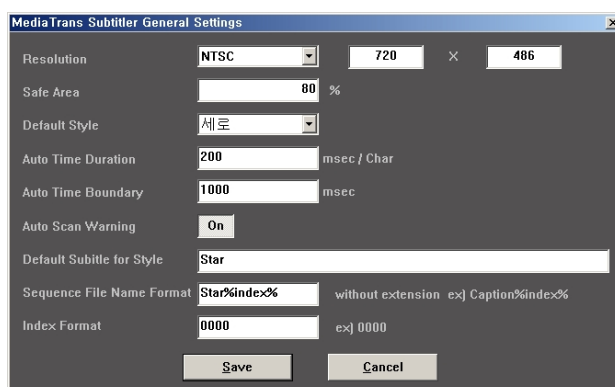 MediaTrans Subtitler General Settings
Resolution NTSC 720 X 486
Safe Area 80 %
Default Style 세로
Auto Time Duration 200 msec / Char
Auto Time Boundary 1000 msec
Auto Scan Warning On
Default Subitle for Style Star
Sequence File Name Format Star%index% without extension ex) Caption%index%
Index Format 0000 ex) 0000
Save Cancel